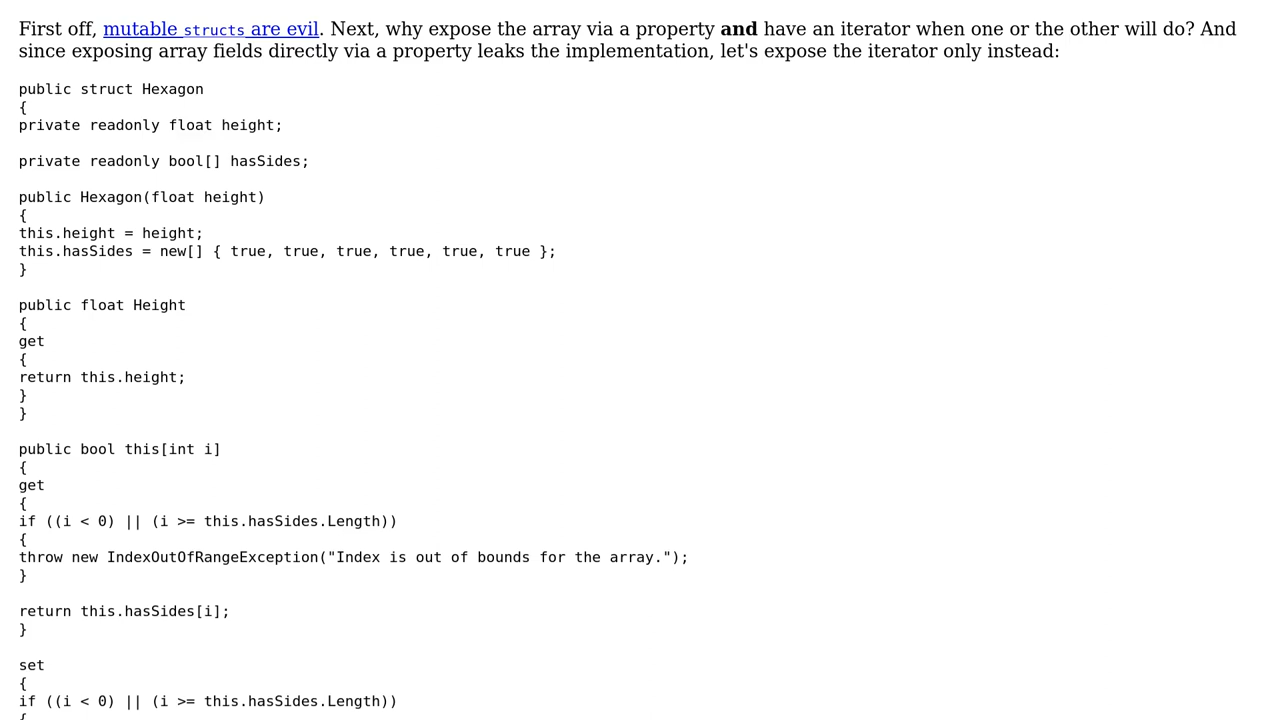 First off, mutable structs are evil. Next, why expose the array via a property and have an iterator when one or the other will do? And
since exposing array fields directly via a property leaks the implementation, let's expose the iterator only instead:
public struct Hexagon
{
private readonly float height;
private readonly bool[] hasSides;
public Hexagon(float height)
{
this.height = height;
this.hasSides = new[] { true, true, true, true, true, true };
}
public float Height
{
get
{
return this.height;
}
}
public bool this[int i]
{
get
{
if ((i < 0) || (i >= this.hasSides.Length))
{
throw new IndexOutOfRangeException("Index is out of bounds for the array.");
}
return this.hasSides[i];
}
set
{
if ((i < 0) || (i >= this.hasSides.Length))
{